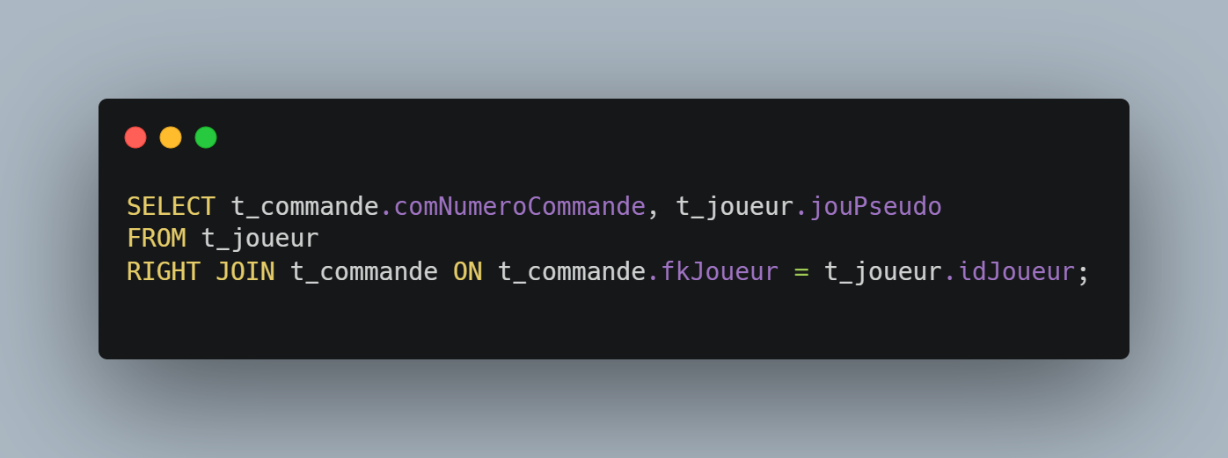 SELECT t_commande.comNumeroCommande, t_joueur.jouPseudo
FROM t_joueur
RIGHT JOIN t_commande ON t_commande.fkJoueur = t_joueur.idJoueur;